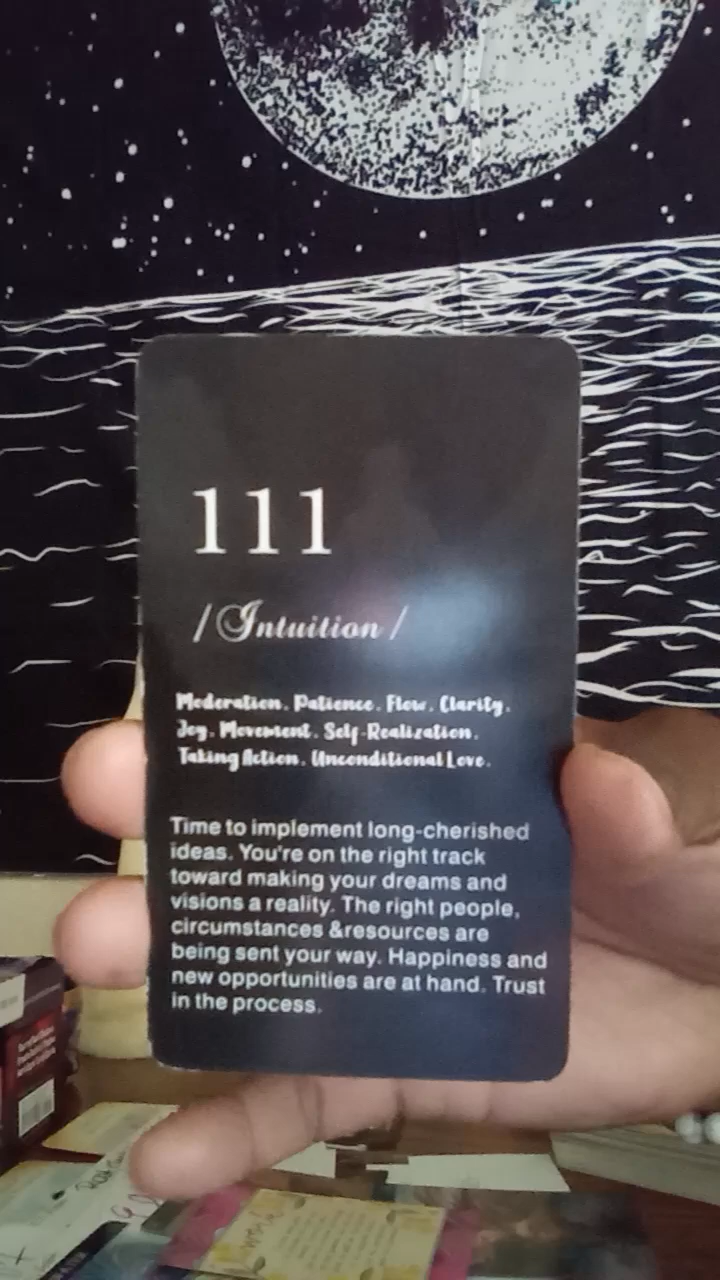 111
/Intuition/
Moderation. Patience. Flow. Clarity.
Joy. Movement. Self-Realization.
Taking Action. Unconditional Love.
Time to implement long-cherished
ideas. You're on the right track
toward making your dreams and
visions a reality. The right people,
circumstances &resources are
being sent your way. Happiness and
new opportunities are at hand. Trust
in the process.